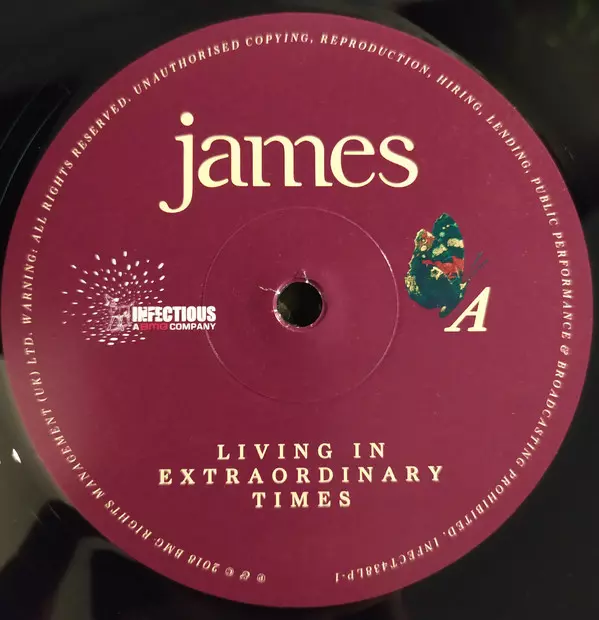 james
INFECTIOUS
A BMG COMPANY
A
LIVING IN
EXTRAORDINARY
TIMES
℗ & © 2018 BMG RIGHTS MANAGEMENT (UK) LTD. WARNING: ALL RIGHTS RESERVED. UNAUTHORISED COPYING, REPRODUCTION, HIRING, LENDING, PUBLIC PERFORMANCE & BROADCASTING PROHIBITED. INFECT438LP-1